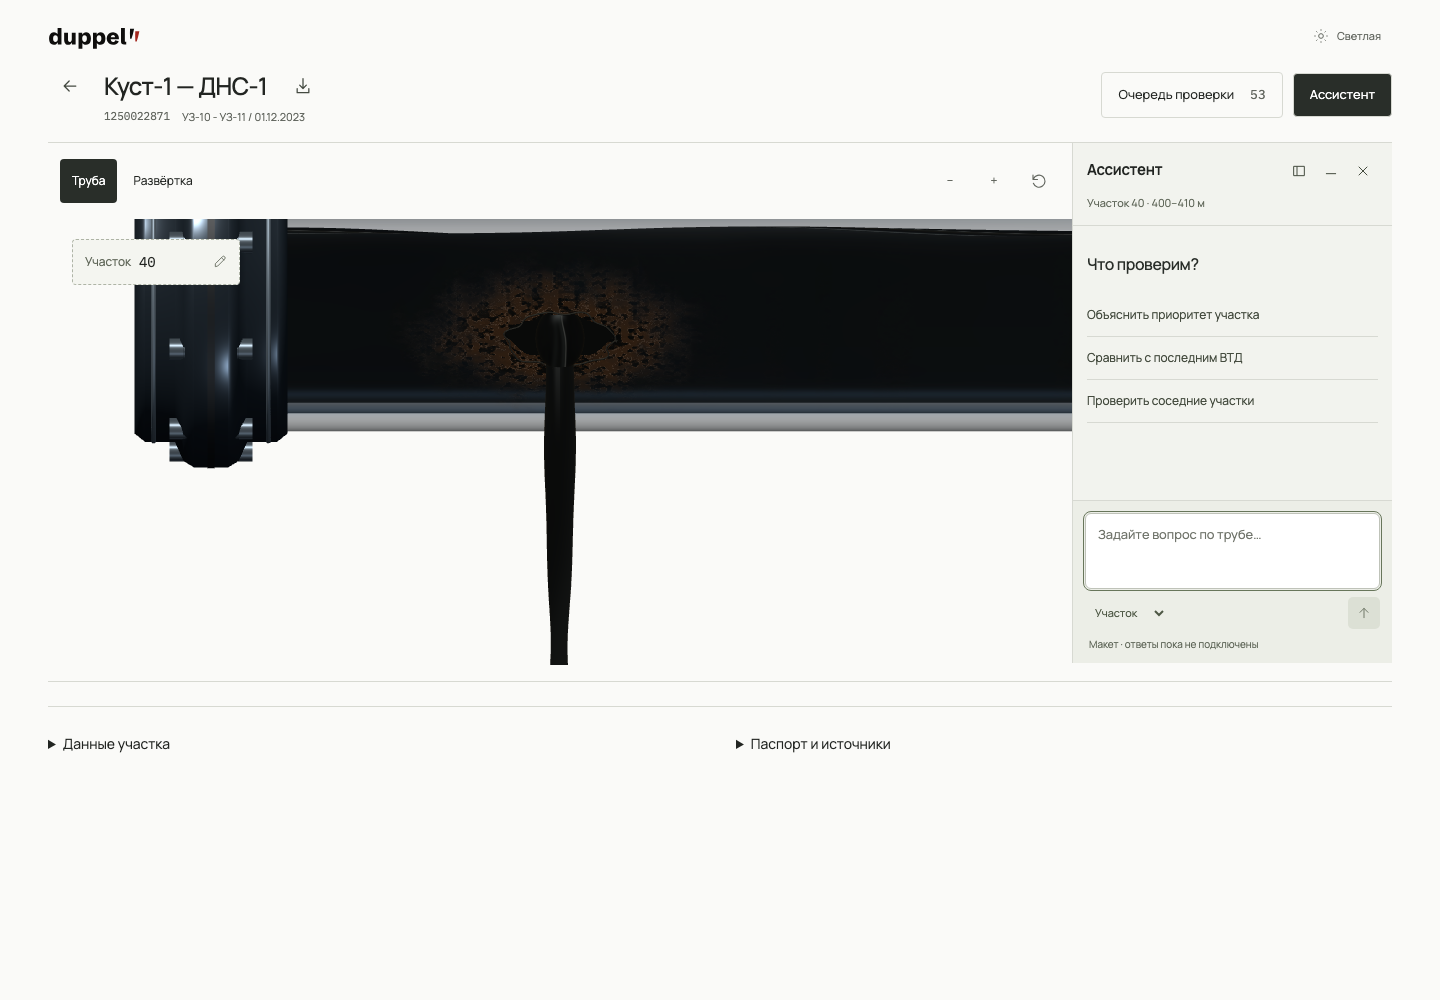 duppel
Светлая
Куст-1 — ДНС-1
1250022871 УЗ-10 - УЗ-11 / 01.12.2023
Очередь проверки 53
Ассистент
Труба
Развёртка
− +
Участок 40
Ассистент
Участок 40 · 400–410 м
Что проверим?
Объяснить приоритет участка
Сравнить с последним ВТД
Проверить соседние участки
Задайте вопрос по трубе…
Участок
Макет · ответы пока не подключены
Данные участка
Паспорт и источники